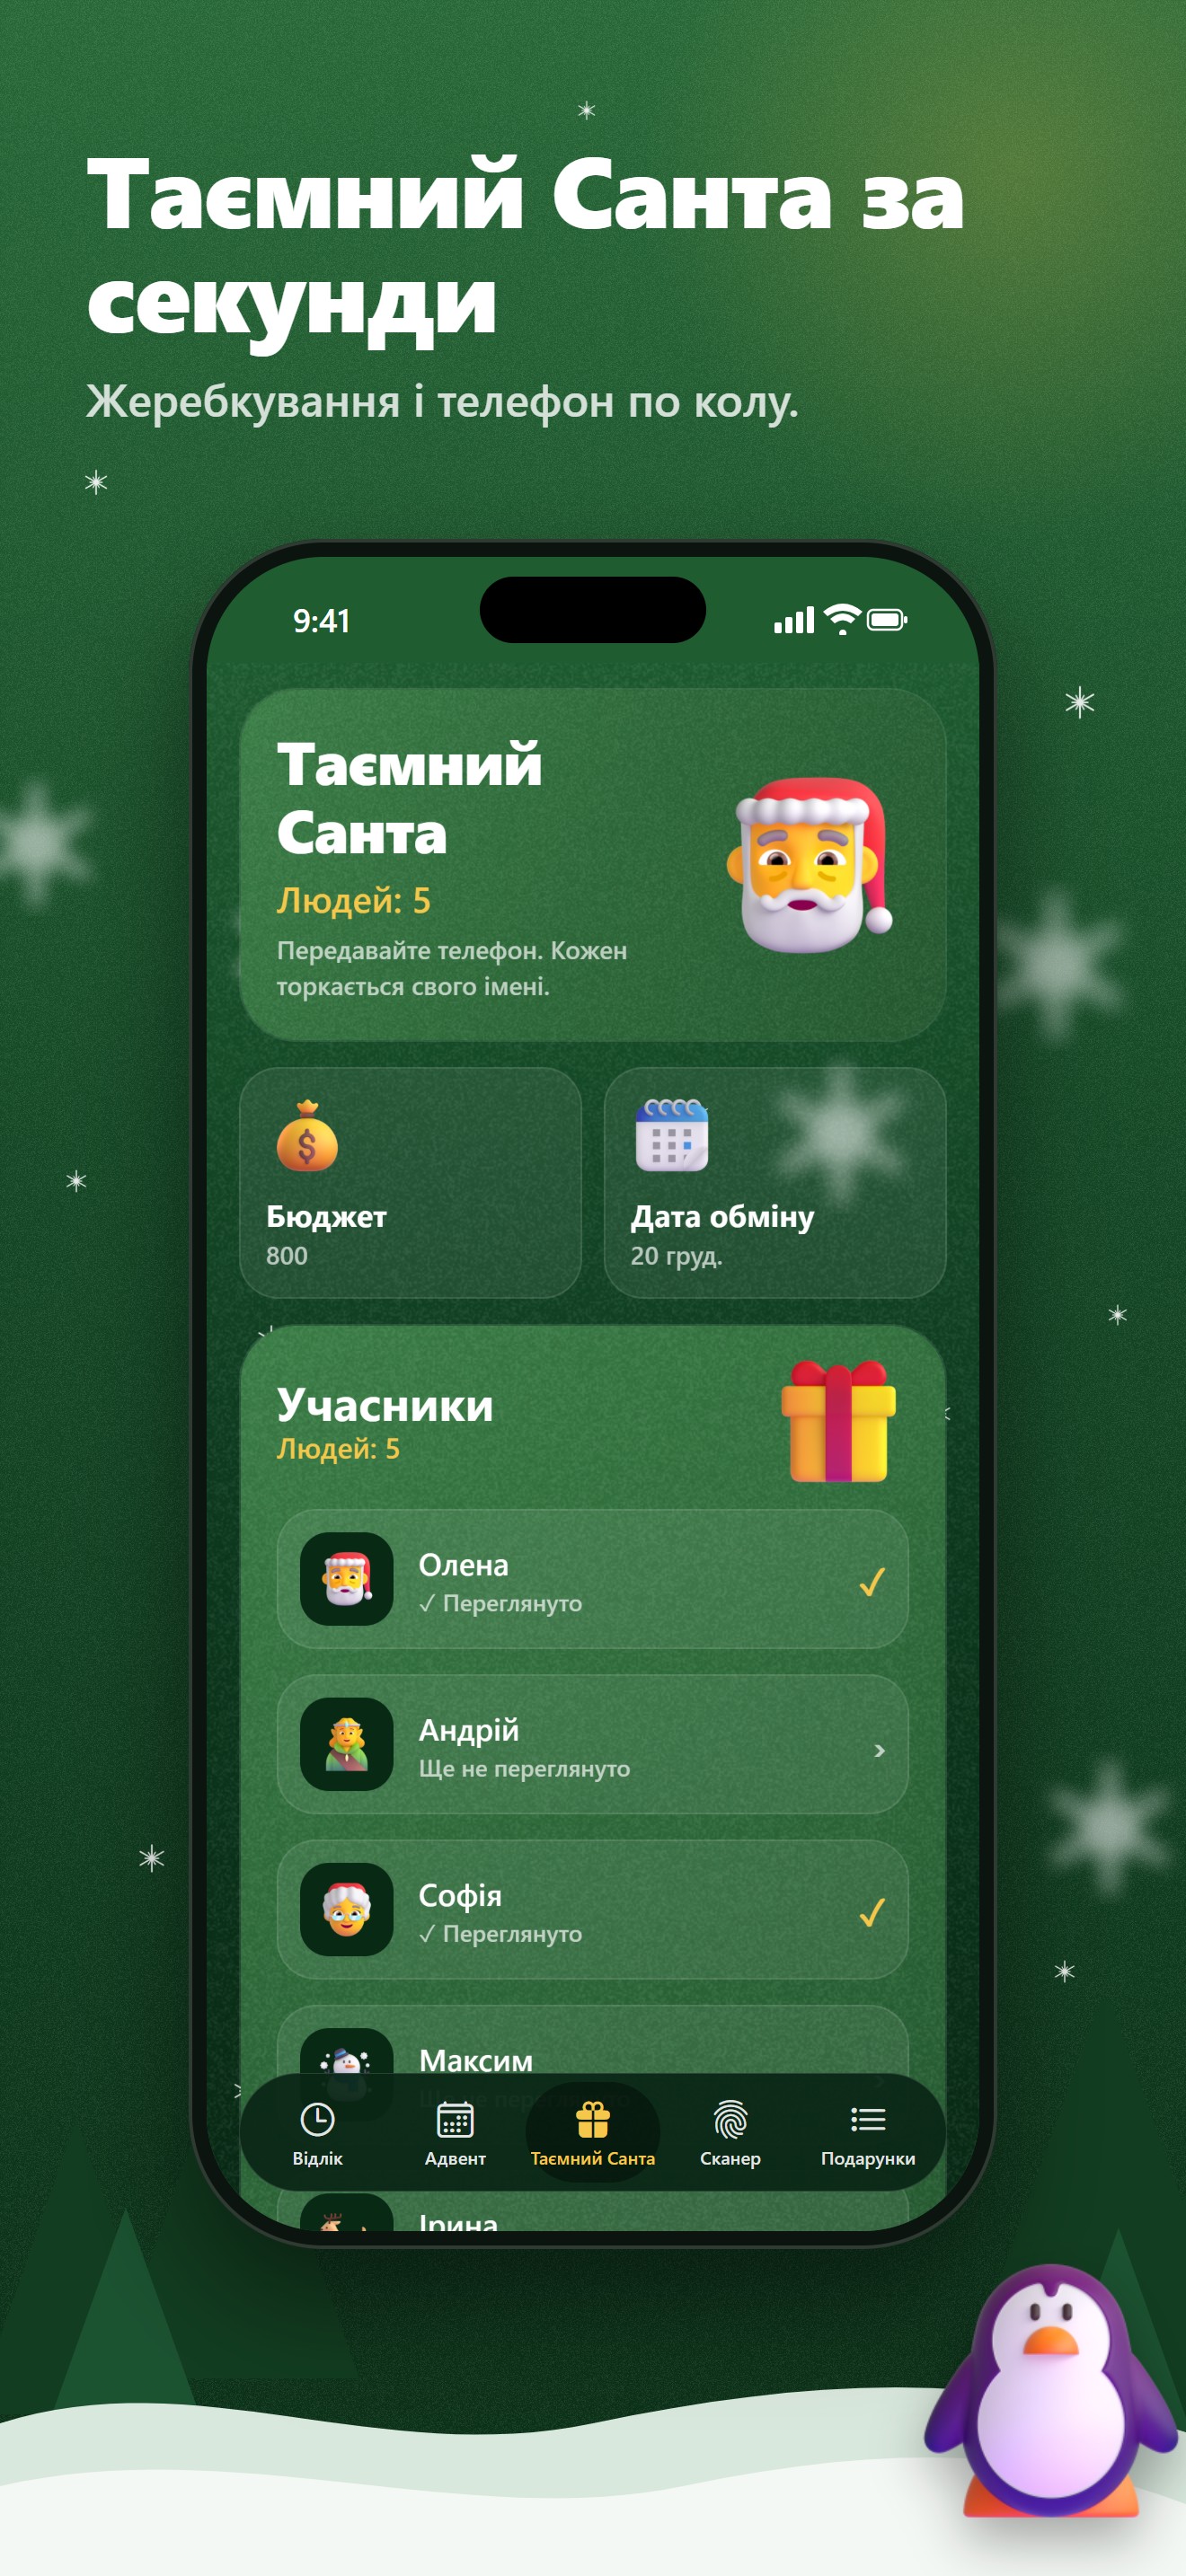 Таємний Санта за
секунди
Жеребкування і телефон по колу.
9:41
Таємний
Санта
Людей: 5
Передавайте телефон. Кожен
торкається свого імені.
Бюджет
800
Дата обміну
20 груд.
Учасники
Людей: 5
Олена
✓ Переглянуто
Андрій
Ще не переглянуто
Софія
✓ Переглянуто
Максим
Відлік
Адвент
Таємний Санта
Сканер
Подарунки
Ірина